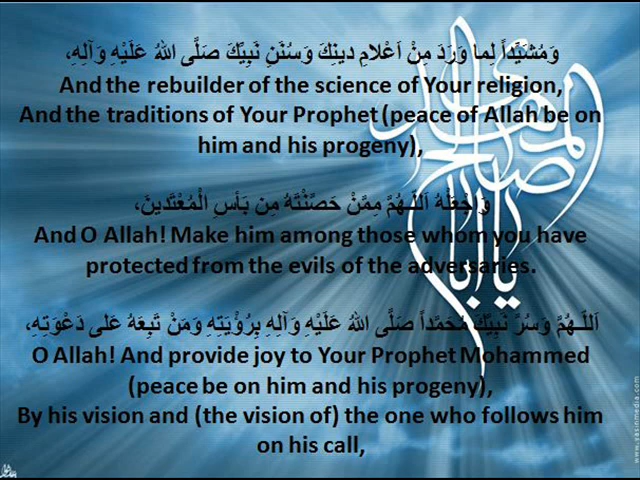 وَمُشَيِّداً لِما وَرَدَ مِنْ اَعْلامِ دينِكَ وَسُنَنِ نَبِيِّكَ صَلَّى اللهُ عَلَيْهِ وَآلِهِ،
And the rebuilder of the science of Your religion,
And the traditions of Your Prophet (peace of Allah be on
him and his progeny),
وَاجْعَلْهُ اَللّـهُمَّ مِمَّنْ حَصَّنْتَهُ مِن بَأسِ الْمُعْتَدينَ،
And O Allah! Make him among those whom you have
protected from the evils of the adversaries.
اَللّـهُمَّ وَسُرَّ نَبِيَّكَ مُحَمَّداً صَلَّى اللهُ عَلَيْهِ وَآلِهِ بِرُؤْيَتِهِ وَمَنْ تَبِعَهُ عَلى دَعْوَتِهِ،
O Allah! And provide joy to Your Prophet Mohammed
(peace be on him and his progeny),
By his vision and (the vision of) the one who follows him
on his call,